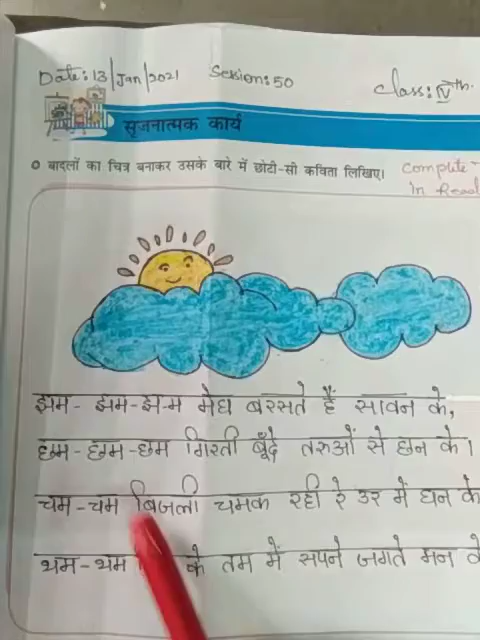 Date: 13/Jan/2021 Session: 50 Class: IVth.
सृजनात्मक कार्य
बादलों का चित्र बनाकर उसके बारे में छोटी-सी कविता लिखिए। Complete
in Read
झम-झम-झम मेघ बरसते हैं सावन के,
छम-छम-छम गिरती बूँदे तरुओं से छन के।
चम-चम बिजली चमक रही रे उर में घन के
थम-थम के तम में सपने जगते मन के